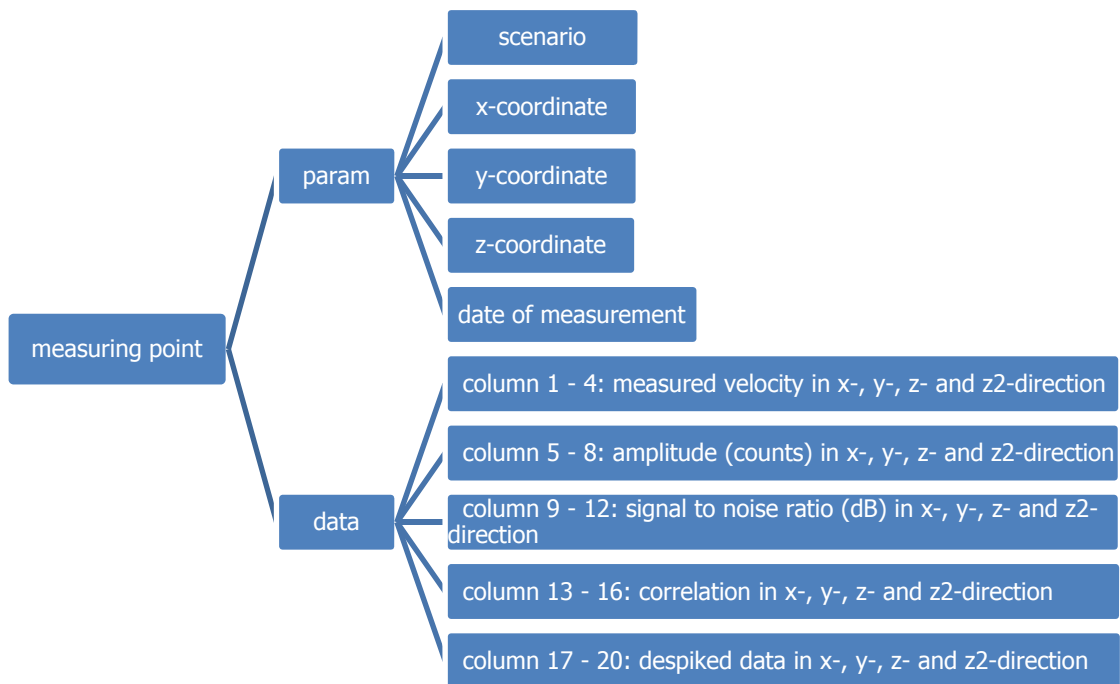 scenario
x-coordinate
param
y-coordinate
z-coordinate
date of measurement
measuring point
column 1 - 4: measured velocity in x-, y-, z- and z2-direction
column 5 - 8: amplitude (counts) in x-, y-, z- and z2-direction
data
column 9 - 12: signal to noise ratio (dB) in x-, y-, z- and z2-
direction
column 13 - 16: correlation in x-, y-, z- and z2-direction
column 17 - 20: despiked data in x-, y-, z- and z2-direction